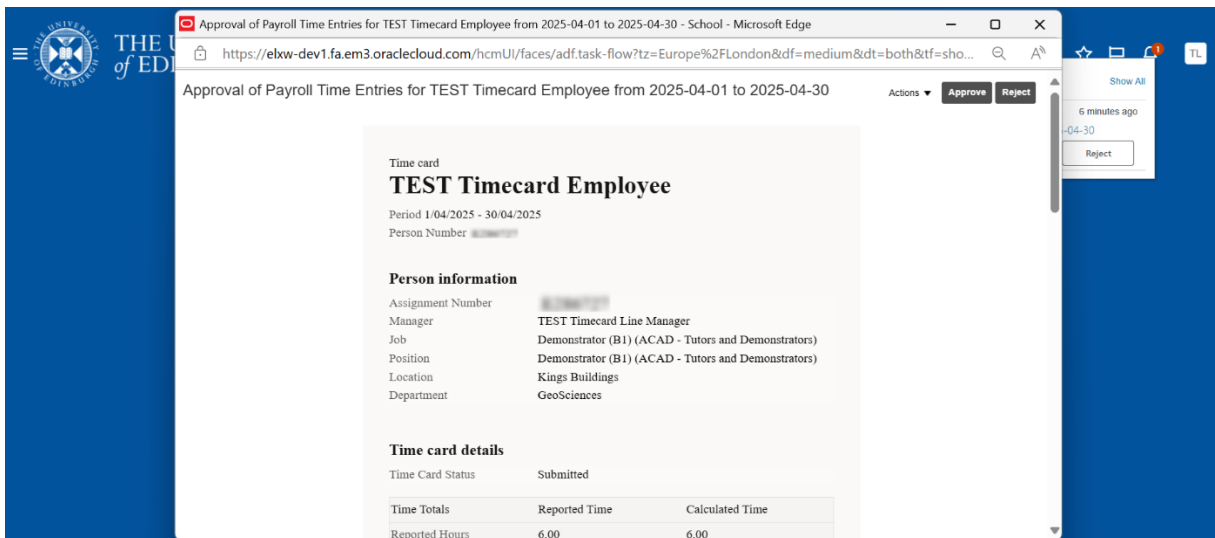 Approval of Payroll Time Entries for TEST Timecard Employee from 2025-04-01 to 2025-04-30 - School - Microsoft Edge
https://elxw-dev1.fa.em3.oraclecloud.com/hcmUI/faces/adf.task-flow?tz=Europe%2FLondon&df=medium&dt=both&tf=sho...
THE
of EDI
TL
Show All
6 minutes ago
-04-30
Reject
Approval of Payroll Time Entries for TEST Timecard Employee from 2025-04-01 to 2025-04-30
Actions Approve Reject
Time card
TEST Timecard Employee
Period 1/04/2025 - 30/04/2025
Person Number
Person information
Assignment Number
Manager TEST Timecard Line Manager
Job Demonstrator (B1) (ACAD - Tutors and Demonstrators)
Position Demonstrator (B1) (ACAD - Tutors and Demonstrators)
Location Kings Buildings
Department GeoSciences
Time card details
Time Card Status Submitted
Time Totals Reported Time Calculated Time
Reported Hours 6.00 6.00